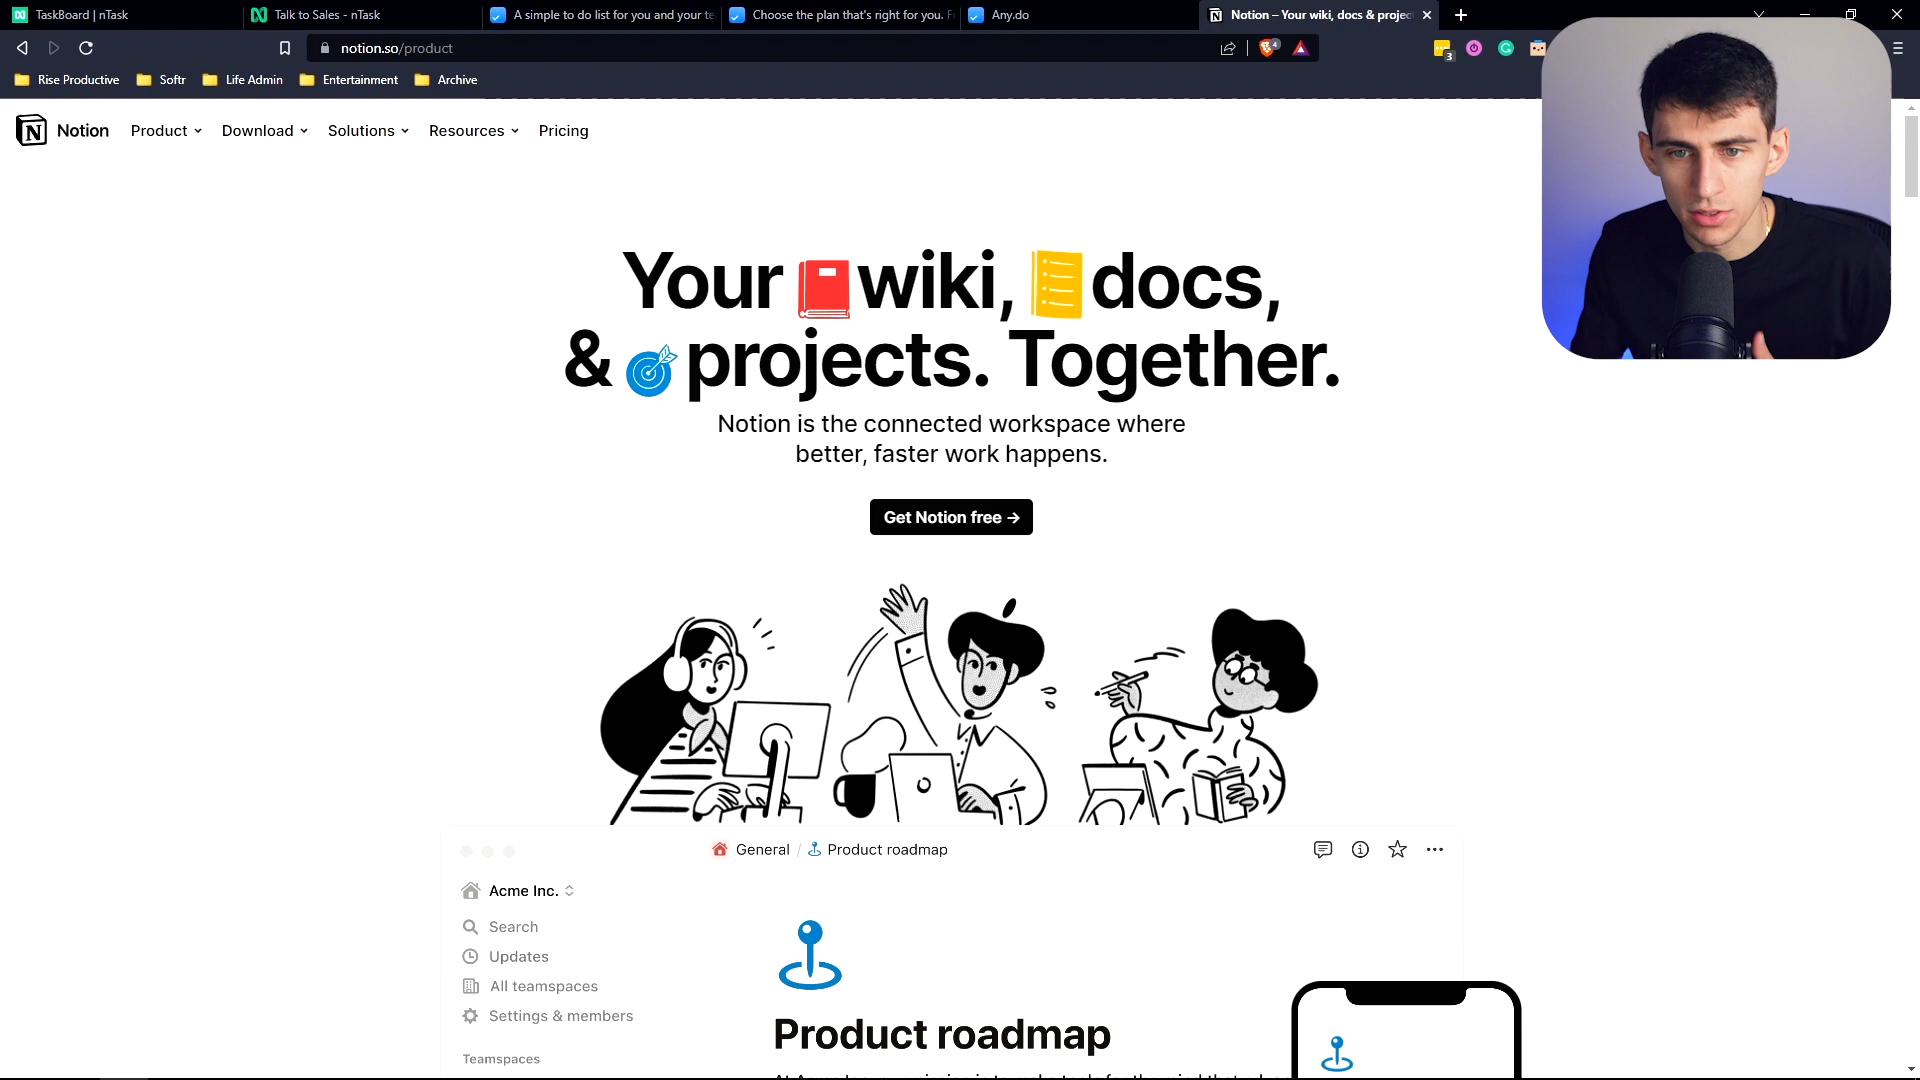 TaskBoard | nTask
Talk to Sales - nTask
A simple to do list for you and your te
Choose the plan that's right for you. F
Any.do
Notion – Your wiki, docs & projec
notion.so/product
4
3
Rise Productive
Softr
Life Admin
Entertainment
Archive
Notion
Product
Download
Solutions
Resources
Pricing
Your wiki, docs,
& projects. Together.
Notion is the connected workspace where
better, faster work happens.
Get Notion free →
General / Product roadmap
Acme Inc.
Search
Updates
All teamspaces
Settings & members
Teamspaces
Product roadmap